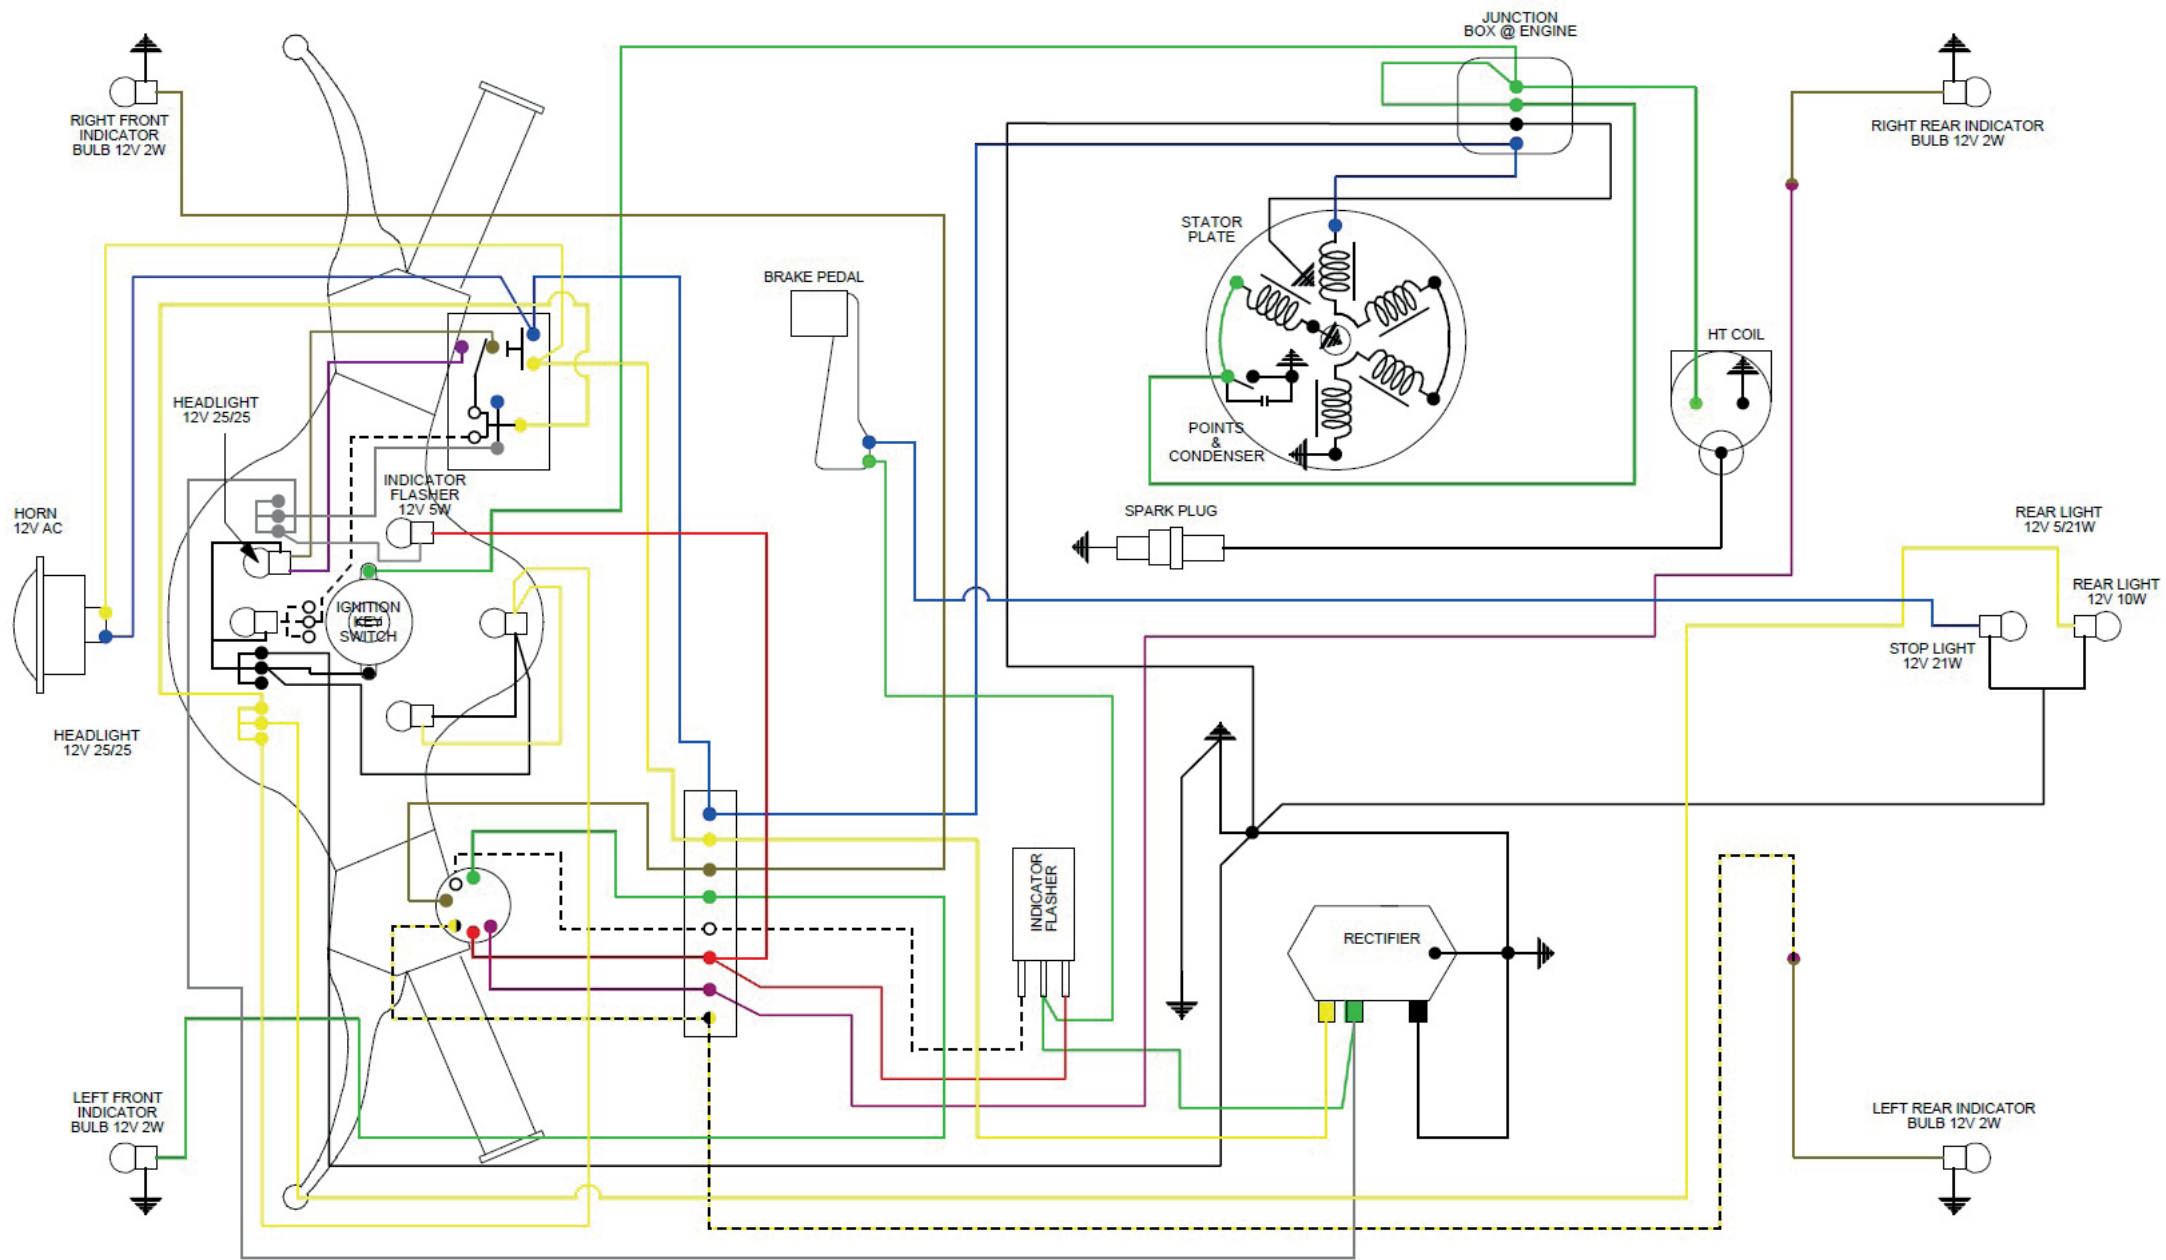 JUNCTION
BOX @ ENGINE
RIGHT FRONT
INDICATOR
BULB 12V 2W
RIGHT REAR INDICATOR
BULB 12V 2W
STATOR
PLATE
BRAKE PEDAL
HT COIL
HEADLIGHT
12V 25/25
POINTS
&
CONDENSER
INDICATOR
FLASHER
12V 5W
HORN
12V AC
SPARK PLUG
REAR LIGHT
12V 5/21W
REAR LIGHT
12V 10W
IGNITION
KEY
SWITCH
STOP LIGHT
12V 21W
HEADLIGHT
12V 25/25
INDICATOR
FLASHER
RECTIFIER
LEFT FRONT
INDICATOR
BULB 12V 2W
LEFT REAR INDICATOR
BULB 12V 2W